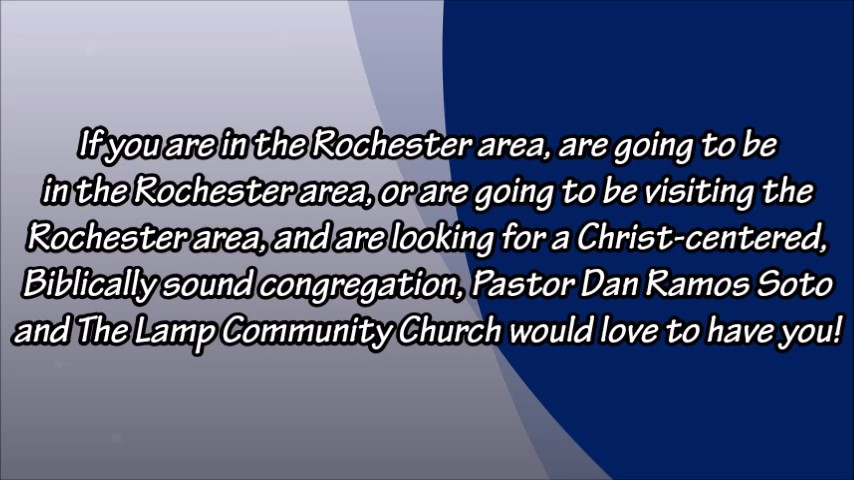 If you are in the Rochester area, are going to be
in the Rochester area, or are going to be visiting the
Rochester area, and are looking for a Christ-centered,
Biblically sound congregation, Pastor Dan Ramos Soto
and The Lamp Community Church would love to have you!